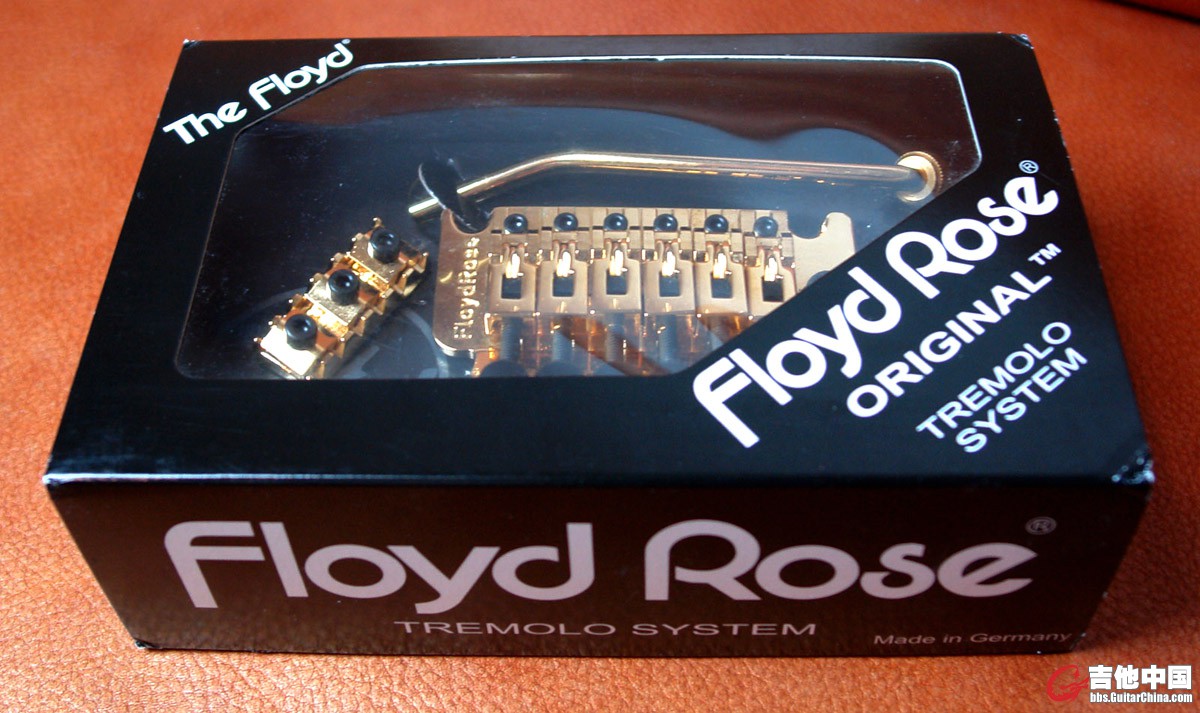 The Floyd®
FloydRose
Floyd Rose®
ORIGINAL™
TREMOLO
SYSTEM
Floyd Rose®
TREMOLO SYSTEM
Made in Germany
吉他中国
bbs.GuitarChina.com